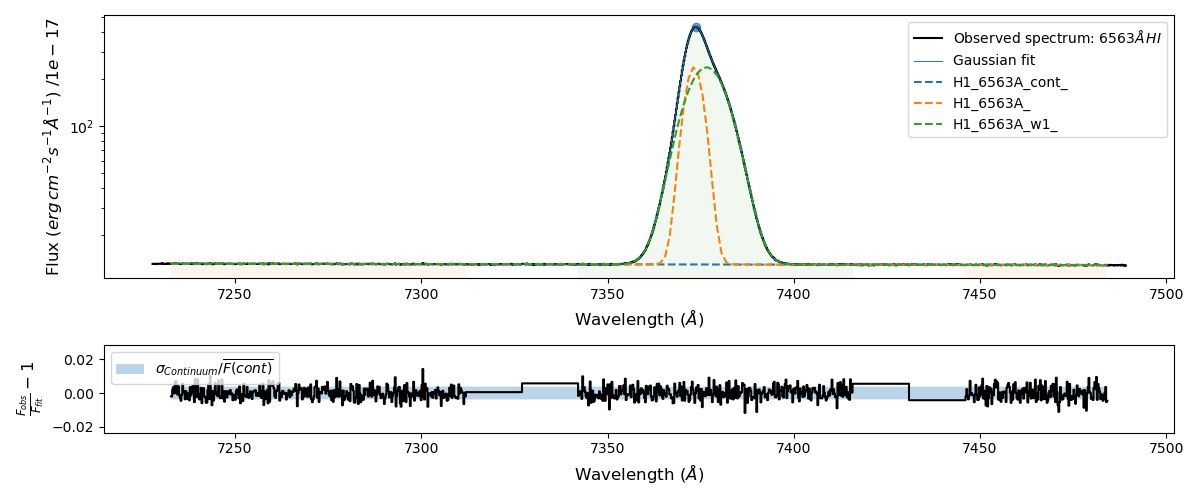 Flux (erg cm⁻² s⁻¹ Å⁻¹) /1e − 17
10²
Observed spectrum: 6563Å HI
Gaussian fit
H1_6563A_cont_
H1_6563A_
H1_6563A_w1_
7250 7300 7350 7400 7450 7500
Wavelength (Å)
F_obs/F_fit − 1
0.02
0.00
−0.02
σ_Continuum/F(cont)
7250 7300 7350 7400 7450 7500
Wavelength (Å)